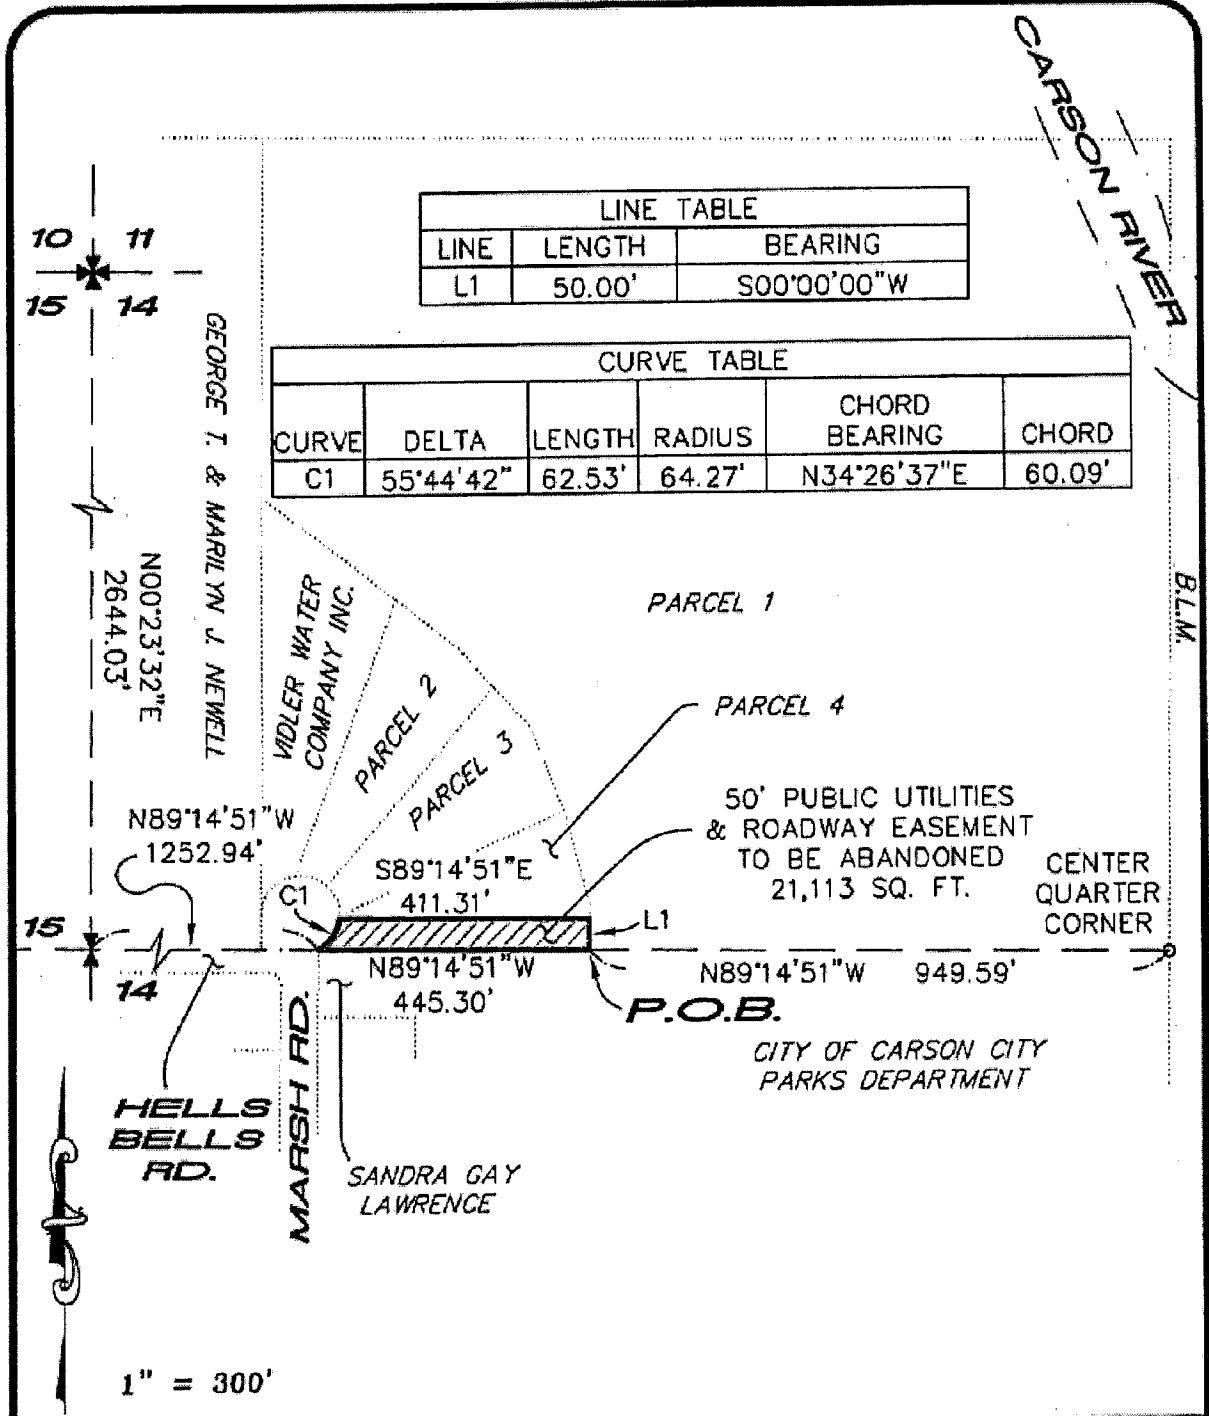 CARSON RIVER
10 11
15 14
LINE TABLE
LINE LENGTH BEARING
L1 50.00' S00°00'00"W
CURVE TABLE
CURVE DELTA LENGTH RADIUS CHORD BEARING CHORD
C1 55°44'42" 62.53' 64.27' N34°26'37"E 60.09'
GEORGE T. & MARILYN J. NEWELL
N00°23'32"E
2644.03'
B.L.M.
VIDLER WATER
COMPANY INC.
PARCEL 1
PARCEL 2
PARCEL 3
PARCEL 4
N89°14'51"W
1252.94'
50' PUBLIC UTILITIES
& ROADWAY EASEMENT
TO BE ABANDONED
21,113 SQ. FT.
CENTER
QUARTER
CORNER
S89°14'51"E
411.31'
C1
L1
15
14
N89°14'51"W
445.30'
N89°14'51"W 949.59'
P.O.B.
CITY OF CARSON CITY
PARKS DEPARTMENT
HELLS
BELLS
RD.
MARSH RD.
SANDRA GAY
LAWRENCE
1" = 300'